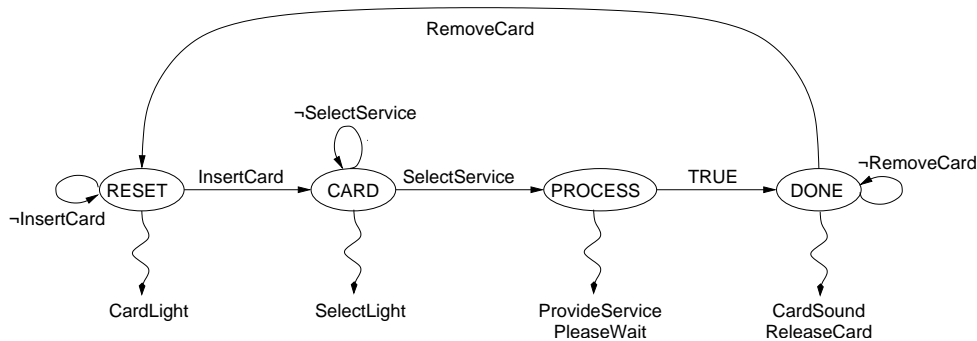 RemoveCard
¬SelectService
InsertCard
SelectService
TRUE
¬RemoveCard
RESET
CARD
PROCESS
DONE
¬InsertCard
CardLight
SelectLight
ProvideService
PleaseWait
CardSound
ReleaseCard